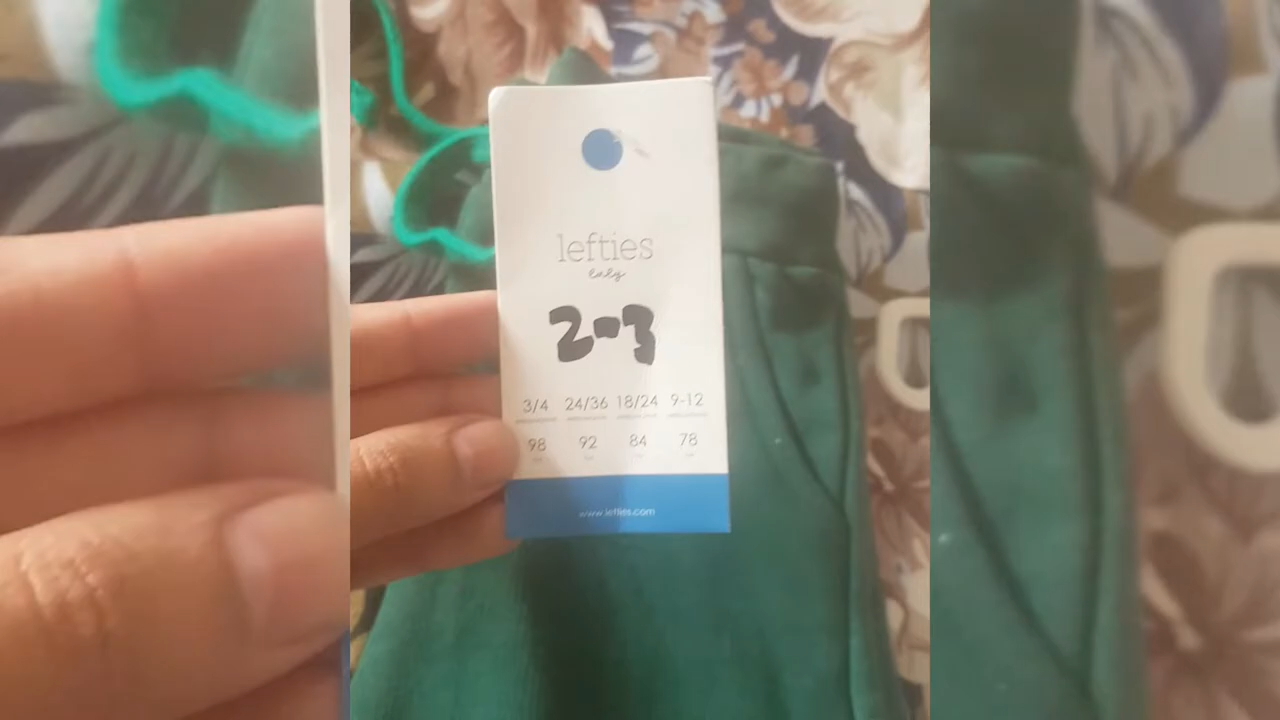 lefties
baby
2-3
3/4 24/36 18/24 9-12
98 92 84 78
www.lefties.com